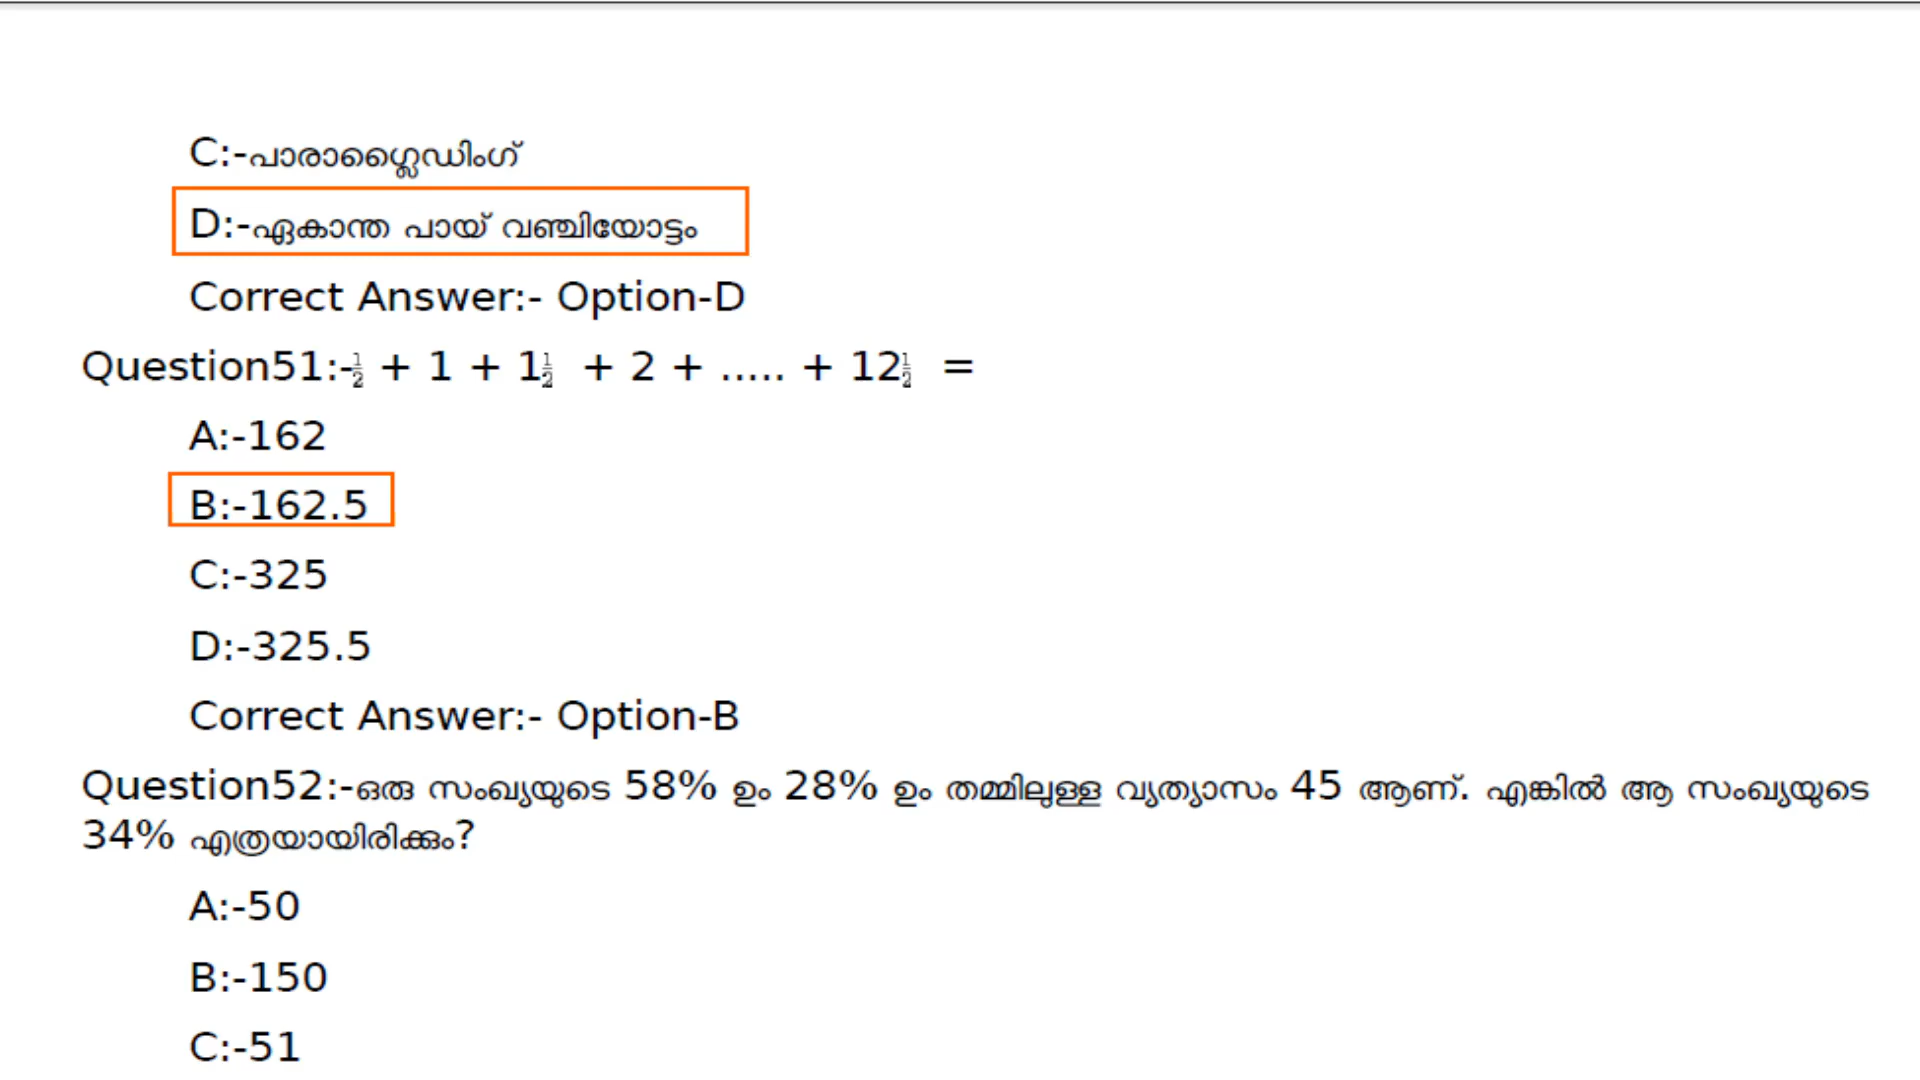 C:-പാരാഗ്ലൈഡിംഗ്
D:-ഏകാന്ത പായ് വഞ്ചിയോട്ടം
Correct Answer:- Option-D
Question51:-½ + 1 + 1½ + 2 + ..... + 12½ =
A:-162
B:-162.5
C:-325
D:-325.5
Correct Answer:- Option-B
Question52:-ഒരു സംഖ്യയുടെ 58% ഉം 28% ഉം തമ്മിലുള്ള വ്യത്യാസം 45 ആണ്. എങ്കിൽ ആ സംഖ്യയുടെ
34% എത്രയായിരിക്കും?
A:-50
B:-150
C:-51